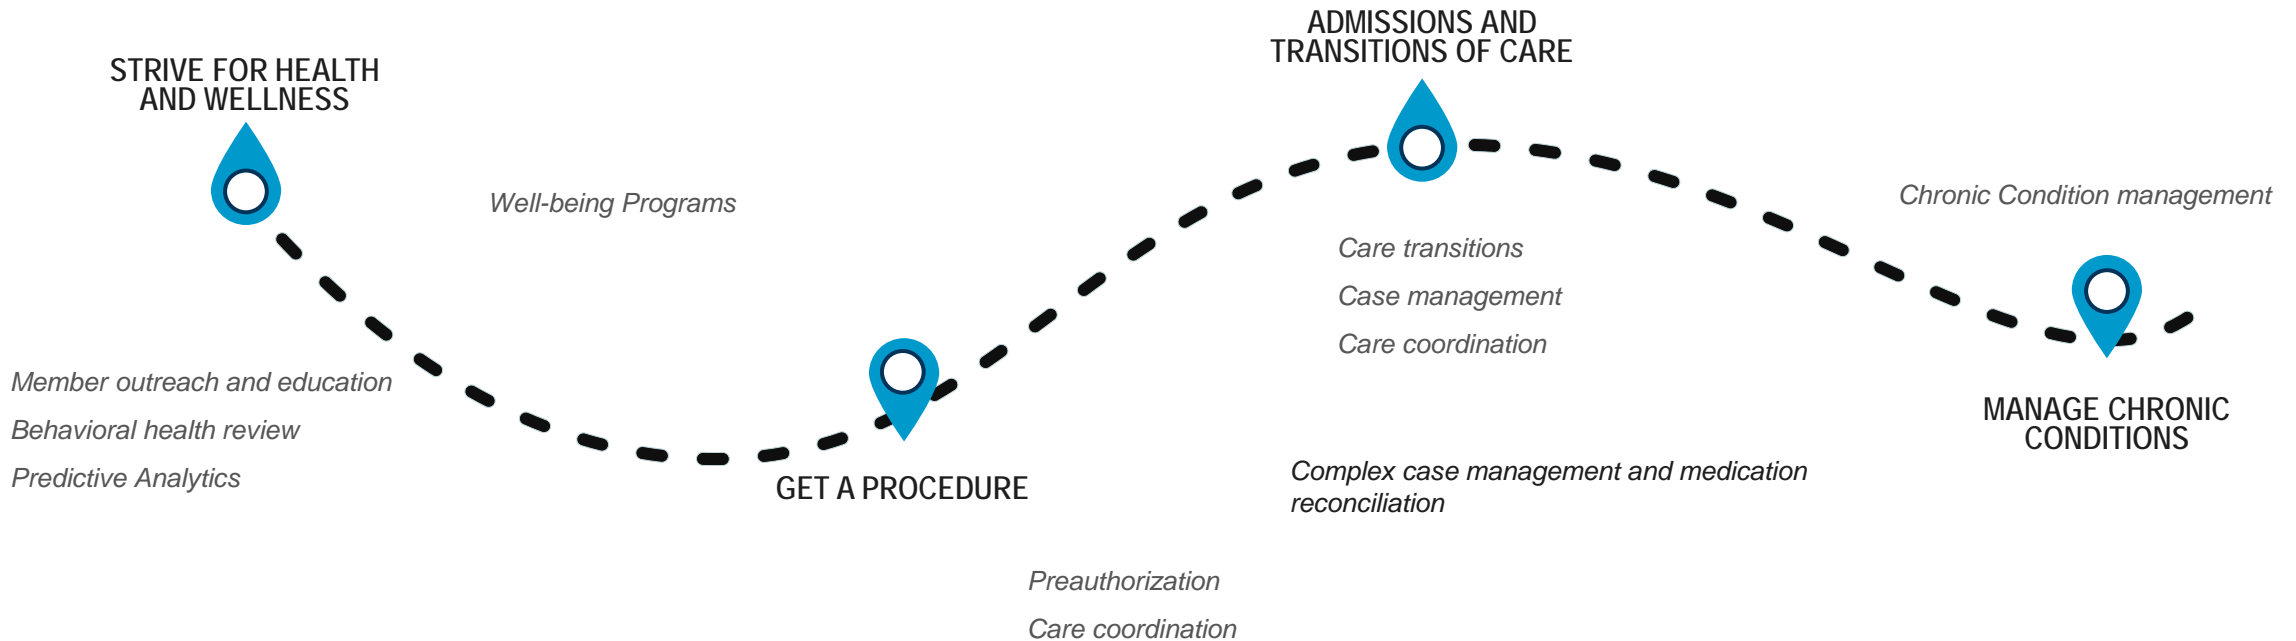 STRIVE FOR HEALTH
AND WELLNESS
Well-being Programs
Member outreach and education
Behavioral health review
Predictive Analytics
GET A PROCEDURE
Preauthorization
Care coordination
ADMISSIONS AND
TRANSITIONS OF CARE
Care transitions
Case management
Care coordination
Complex case management and medication
reconciliation
Chronic Condition management
MANAGE CHRONIC
CONDITIONS